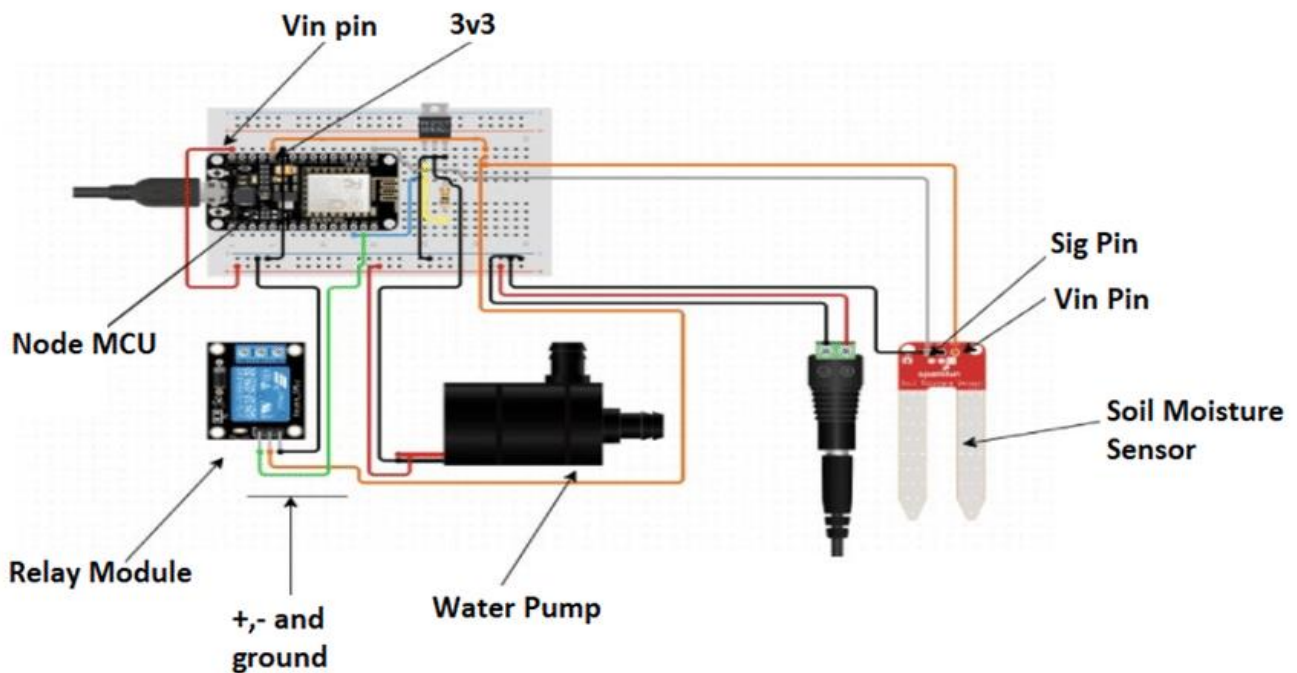 Vin pin
3v3
Sig Pin
Vin Pin
Node MCU
Soil Moisture
Sensor
Relay Module
Water Pump
+,- and
ground